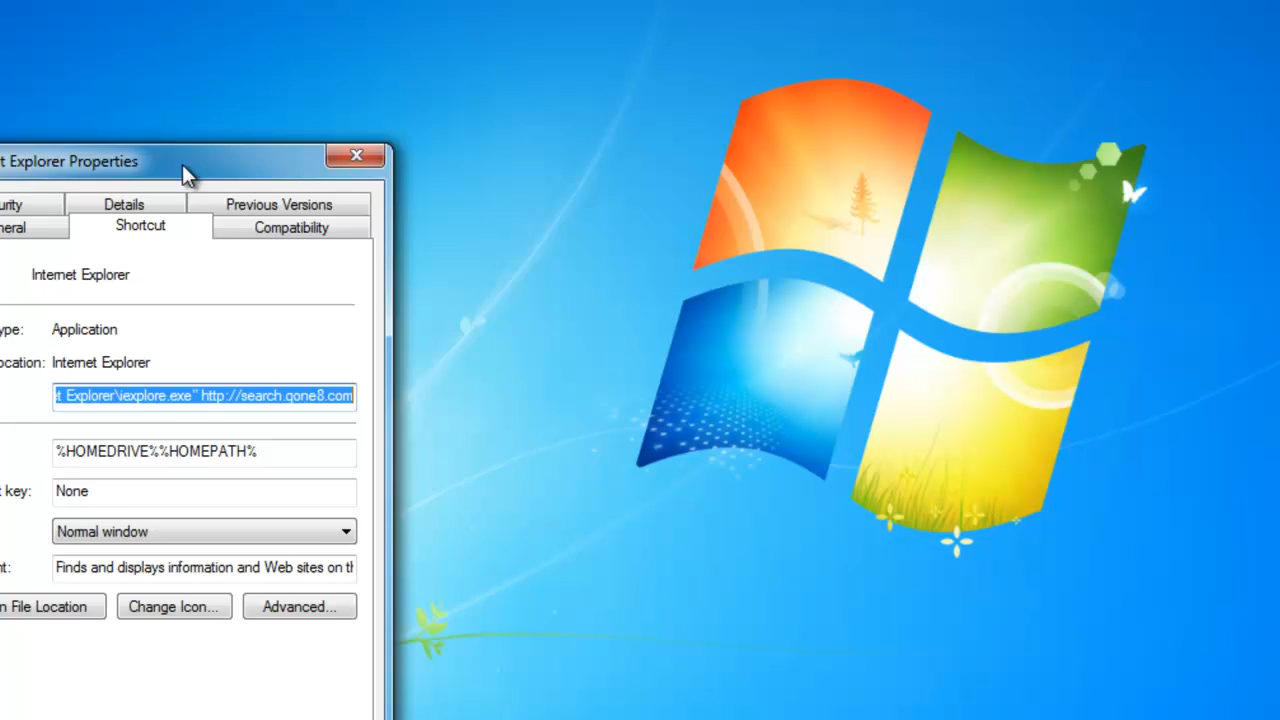 t Explorer Properties
urity Details Previous Versions
neral Shortcut Compatibility
Internet Explorer
ype: Application
ocation: Internet Explorer
t Explorer\iexplore.exe" http://search.qone8.com
%HOMEDRIVE%%HOMEPATH%
t key: None
Normal window
nt: Finds and displays information and Web sites on th
n File Location Change Icon... Advanced...